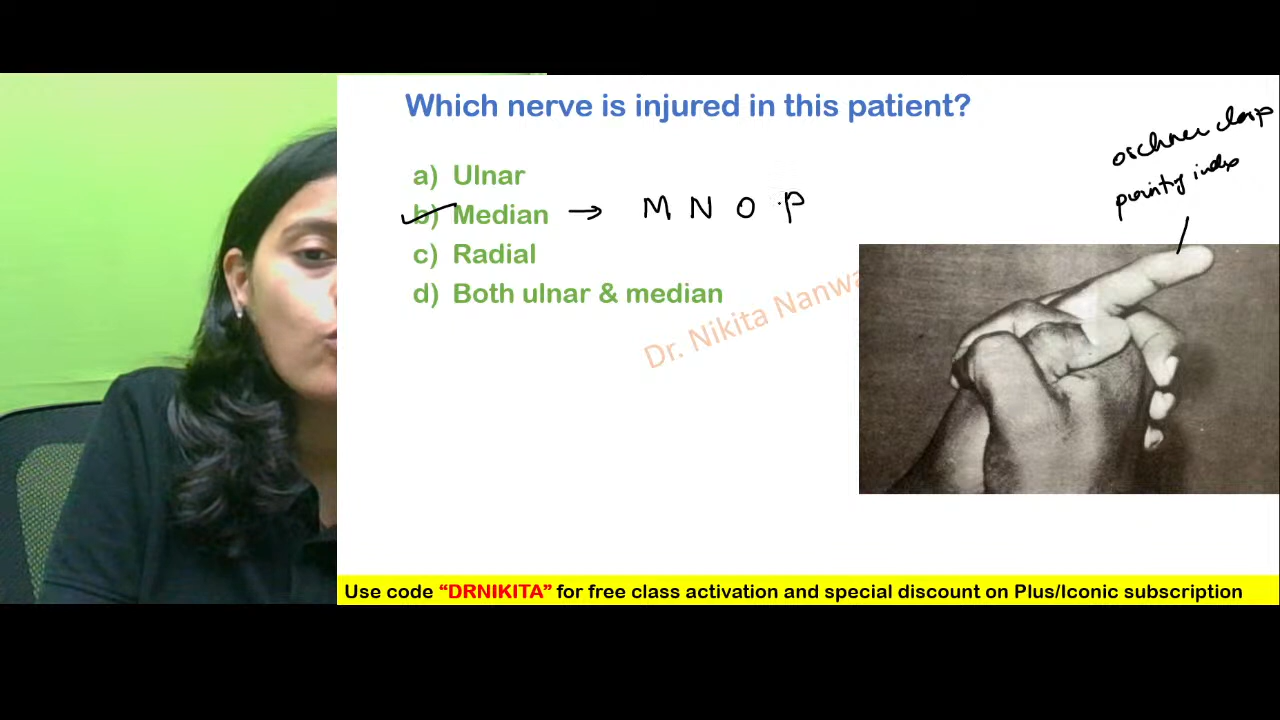 Which nerve is injured in this patient?
oschner clasp
pointing index
a) Ulnar
b) Median → M N O P
c) Radial
d) Both ulnar & median
Dr. Nikita Nanwa
Use code “DRNIKITA” for free class activation and special discount on Plus/Iconic subscription